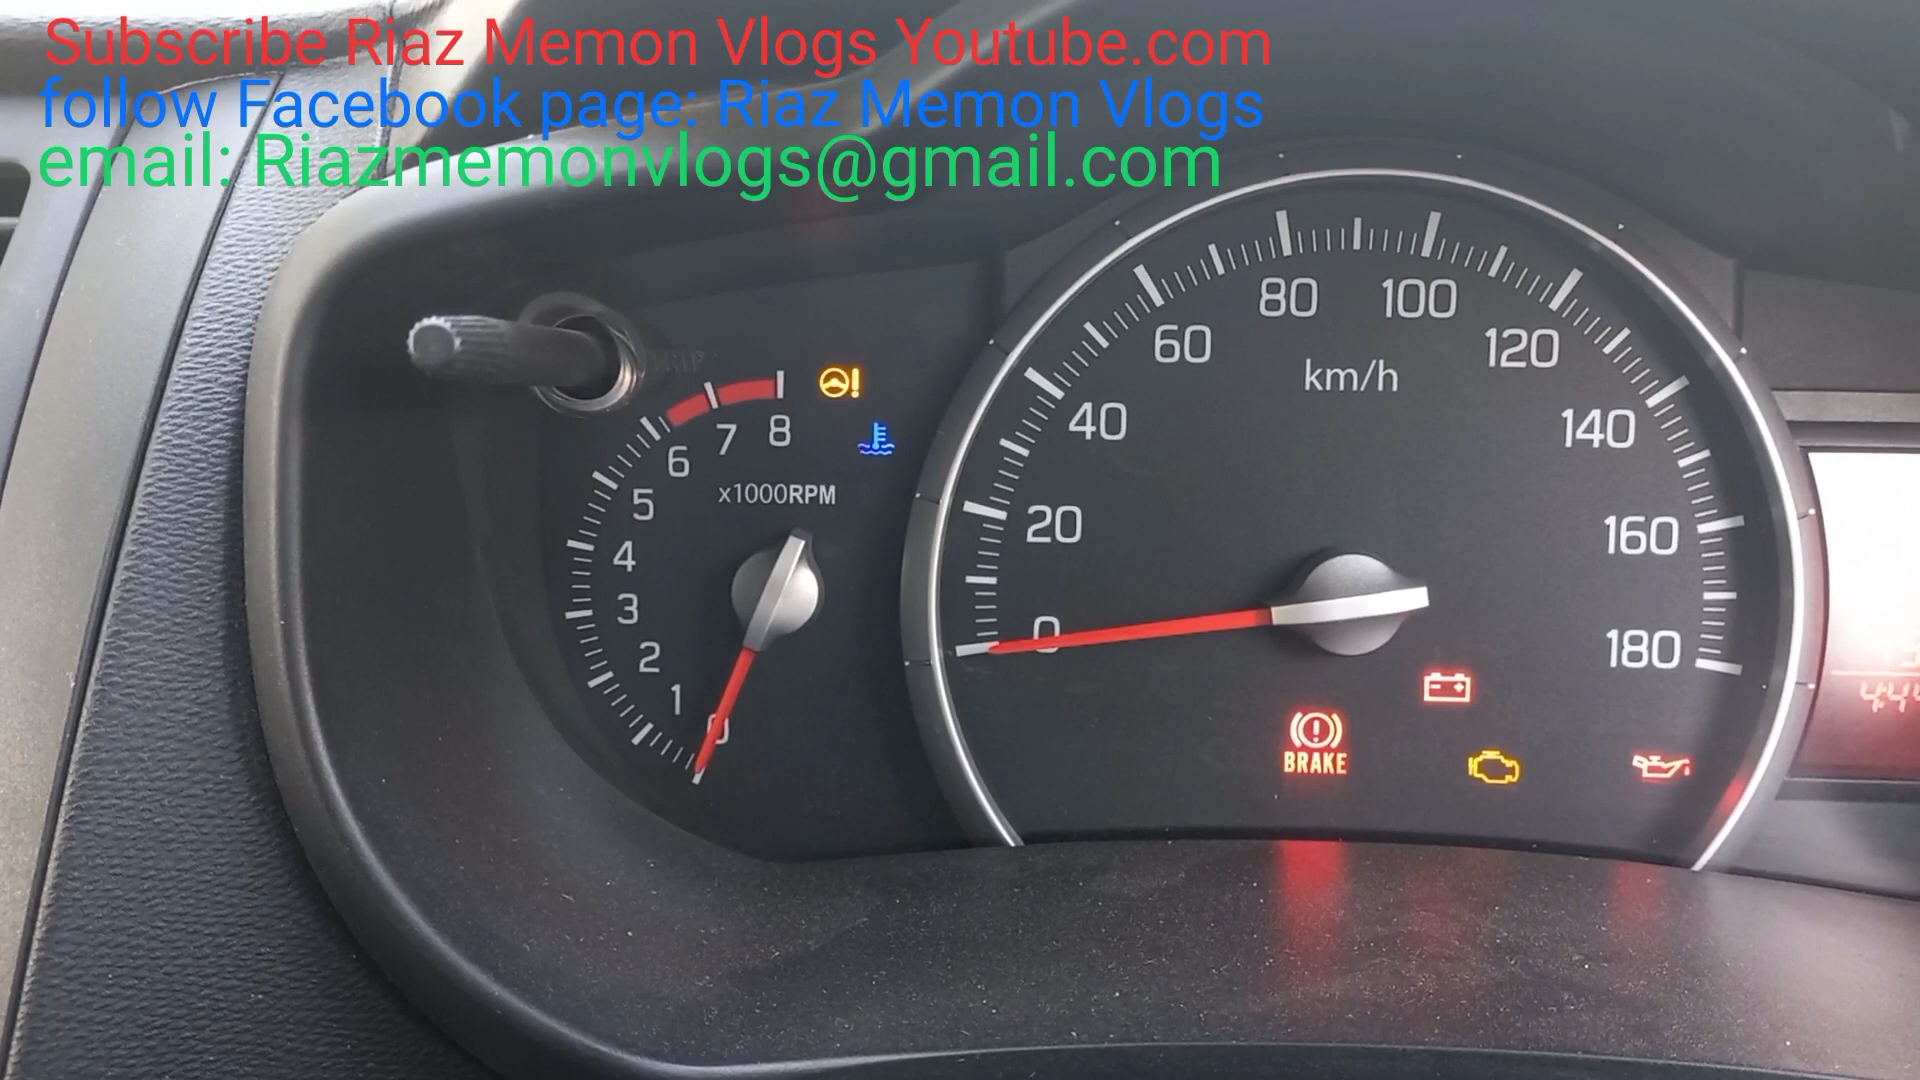 Subscribe Riaz Memon Vlogs Youtube.com
follow Facebook page: Riaz Memon Vlogs
email: Riazmemonvlogs@gmail.com
TRIP
0 1 2 3 4 5 6 7 8
x1000RPM
0 20 40 60 80 100 120 140 160 180
km/h
BRAKE